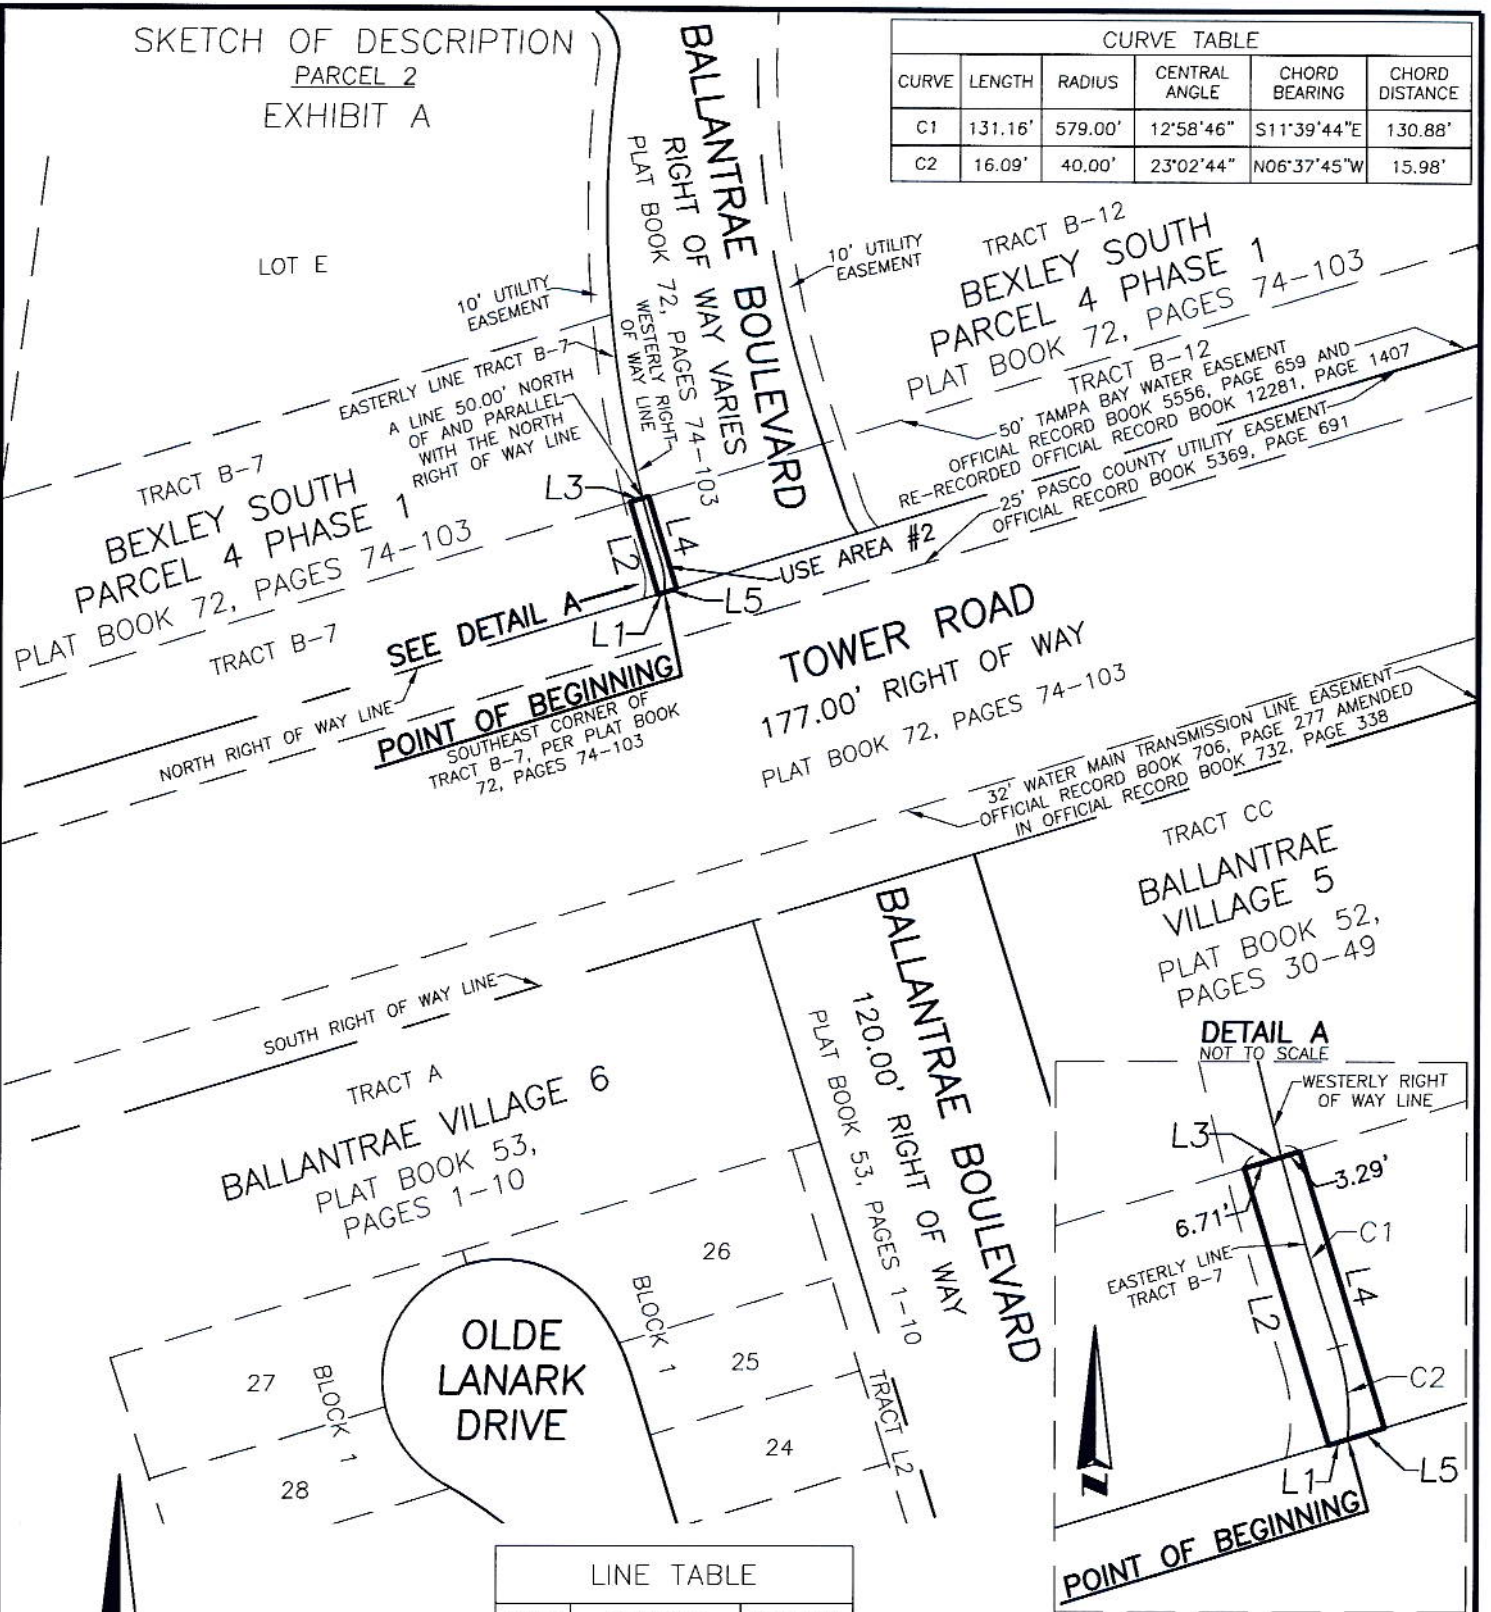 SKETCH OF DESCRIPTION
PARCEL 2
EXHIBIT A
CURVE TABLE
CURVE LENGTH RADIUS CENTRAL ANGLE CHORD BEARING CHORD DISTANCE
C1 131.16' 579.00' 12°58'46" S11°39'44"E 130.88'
C2 16.09' 40.00' 23°02'44" N06°37'45"W 15.98'
BALLANTRAE BOULEVARD
RIGHT OF WAY VARIES
PLAT BOOK 72, PAGES 74-103
WESTERLY RIGHT
OF WAY LINE
LOT E
10' UTILITY
EASEMENT
10' UTILITY
EASEMENT
TRACT B-12
BEXLEY SOUTH
PARCEL 4 PHASE 1
PLAT BOOK 72, PAGES 74-103
TRACT B-12
50' TAMPA BAY WATER EASEMENT
OFFICIAL RECORD BOOK 5556, PAGE 659 AND
RE-RECORDED OFFICIAL RECORD BOOK 12281, PAGE 1407
25' PASCO COUNTY UTILITY EASEMENT
OFFICIAL RECORD BOOK 5369, PAGE 691
EASTERLY LINE TRACT B-7
A LINE 50.00' NORTH
OF AND PARALLEL
WITH THE NORTH
RIGHT OF WAY LINE
TRACT B-7
BEXLEY SOUTH
PARCEL 4 PHASE 1
PLAT BOOK 72, PAGES 74-103
TRACT B-7
L3
L2
L4
L5
L1
USE AREA #2
SEE DETAIL A
NORTH RIGHT OF WAY LINE
POINT OF BEGINNING
SOUTHEAST CORNER OF
TRACT B-7, PER PLAT BOOK
72, PAGES 74-103
TOWER ROAD
177.00' RIGHT OF WAY
PLAT BOOK 72, PAGES 74-103
32' WATER MAIN TRANSMISSION LINE EASEMENT
OFFICIAL RECORD BOOK 706, PAGE 277 AMENDED
IN OFFICIAL RECORD BOOK 732, PAGE 338
TRACT CC
BALLANTRAE
VILLAGE 5
PLAT BOOK 52,
PAGES 30-49
SOUTH RIGHT OF WAY LINE
TRACT A
BALLANTRAE VILLAGE 6
PLAT BOOK 53,
PAGES 1-10
BALLANTRAE BOULEVARD
120.00' RIGHT OF WAY
PLAT BOOK 53, PAGES 1-10
TRACT L2
26
BLOCK 1
25
24
27
BLOCK 1
28
OLDE
LANARK
DRIVE
DETAIL A
NOT TO SCALE
WESTERLY RIGHT
OF WAY LINE
L3
3.29'
6.71'
C1
EASTERLY LINE
TRACT B-7
L2
L4
C2
L1
L5
N
POINT OF BEGINNING
LINE TABLE